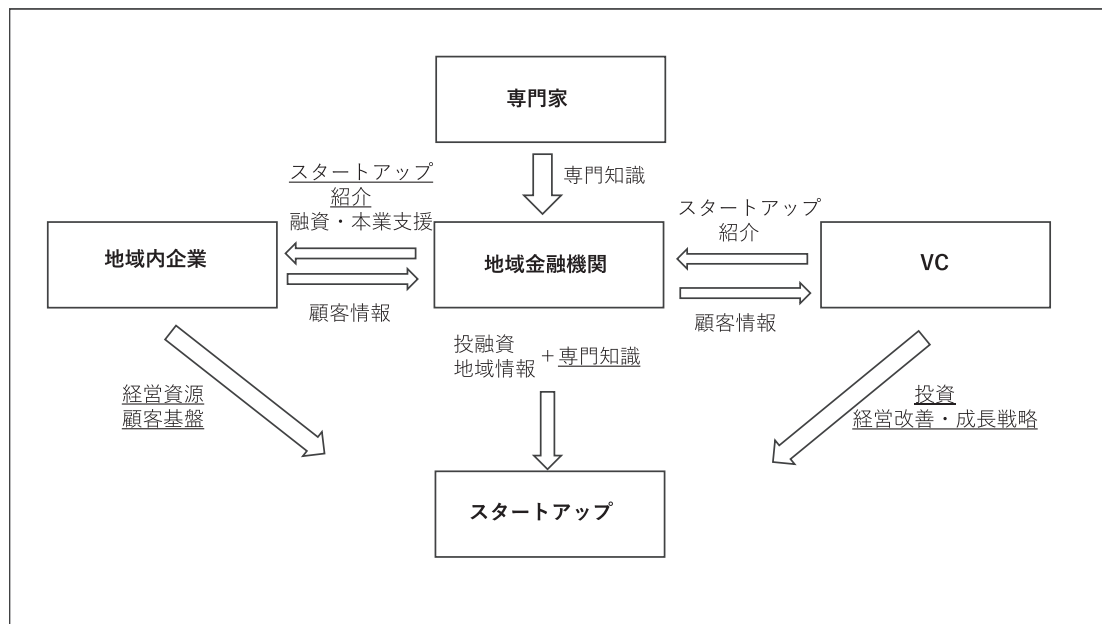 専門家
専門知識
スタートアップ
紹介
融資・本業支援
スタートアップ
紹介
地域内企業
地域金融機関
VC
顧客情報
顧客情報
投融資
地域情報
+専門知識
経営資源
顧客基盤
投資
経営改善・成長戦略
スタートアップ